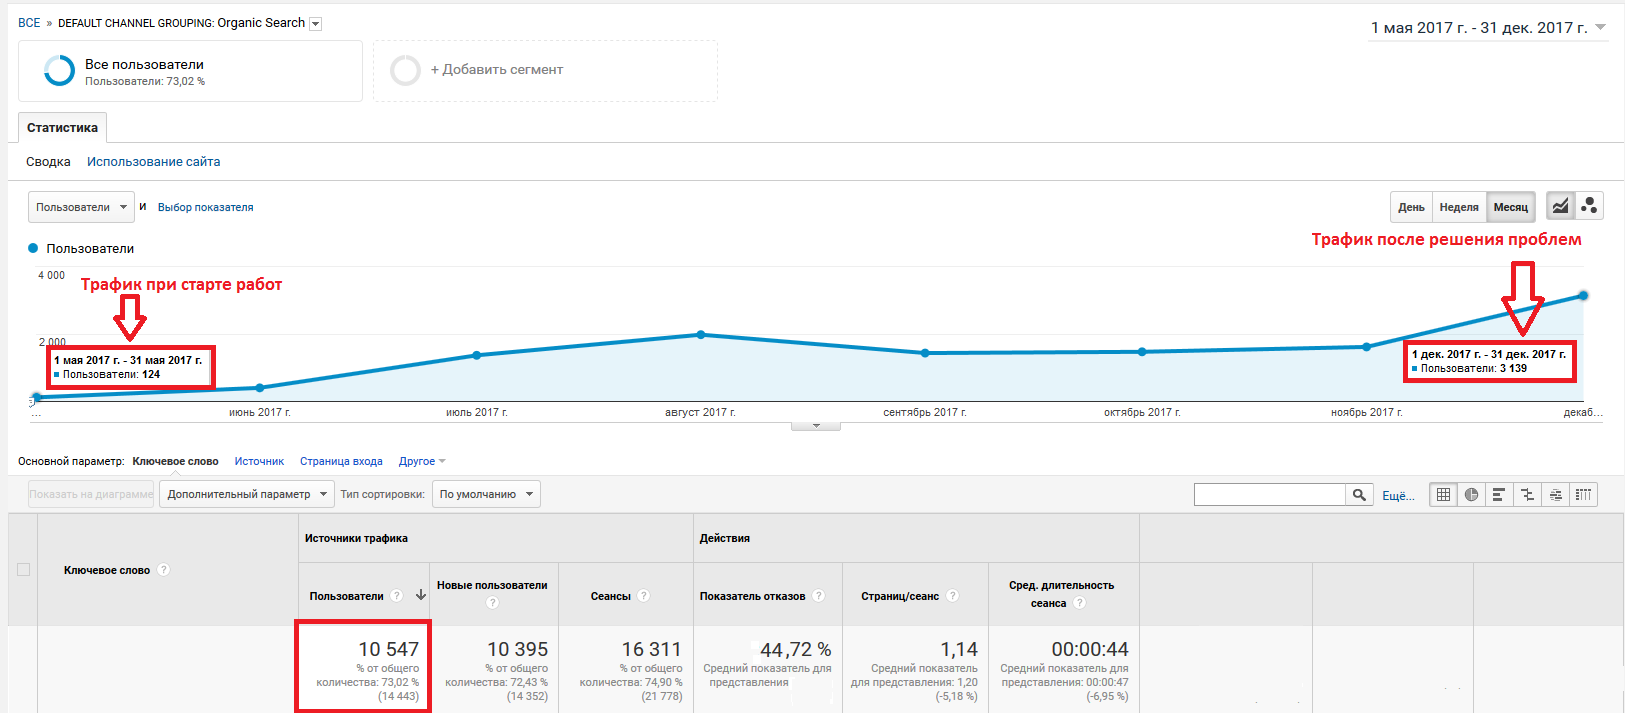 ВСЕ » DEFAULT CHANNEL GROUPING: Organic Search
1 мая 2017 г. - 31 дек. 2017 г.
Все пользователи
Пользователи: 73,02 %
+ Добавить сегмент
Статистика
Сводка Использование сайта
Пользователи и Выбор показателя
День Неделя Месяц
Пользователи
Трафик после решения проблем
4 000
Трафик при старте работ
2 000
1 мая 2017 г. - 31 мая 2017 г.
Пользователи: 124
1 дек. 2017 г. - 31 дек. 2017 г.
Пользователи: 3 139
... июнь 2017 г. июль 2017 г. август 2017 г. сентябрь 2017 г. октябрь 2017 г. ноябрь 2017 г. декаб...
Основной параметр: Ключевое слово Источник Страница входа Другое
Показать на диаграмме Дополнительный параметр Тип сортировки: По умолчанию Ещё...
Источники трафика Действия
Ключевое слово ?
Пользователи ? Новые пользователи ? Сеансы ? Показатель отказов ? Страниц/сеанс ? Сред. длительность
сеанса ?
10 547 10 395 16 311 44,72 % 1,14 00:00:44
% от общего % от общего % от общего Средний показатель для Средний показатель Средний показатель для
количества: 73,02 % количества: 72,43 % количества: 74,90 % представления для представления: 1,20 представления: 00:00:47
(14 443) (14 352) (21 778) (-5,18 %) (-6,95 %)